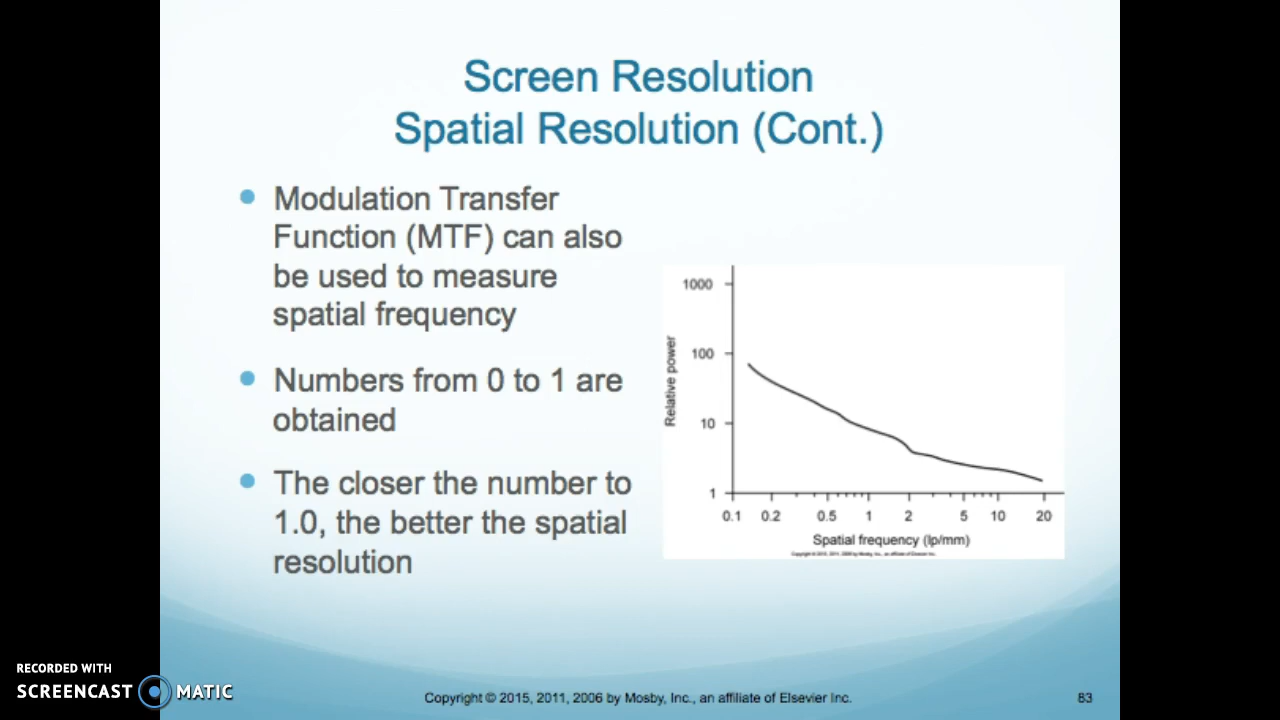 Screen Resolution
Spatial Resolution (Cont.)
Modulation Transfer
Function (MTF) can also
be used to measure
spatial frequency
Numbers from 0 to 1 are
obtained
The closer the number to
1.0, the better the spatial
resolution
Relative power
1000
100
10
1
0.1 0.2 0.5 1 2 5 10 20
Spatial frequency (lp/mm)
Copyright © 2015, 2011, 2006 by Mosby, Inc., an affiliate of Elsevier Inc.
RECORDED WITH
SCREENCAST MATIC
Copyright © 2015, 2011, 2006 by Mosby, Inc., an affiliate of Elsevier Inc.
83